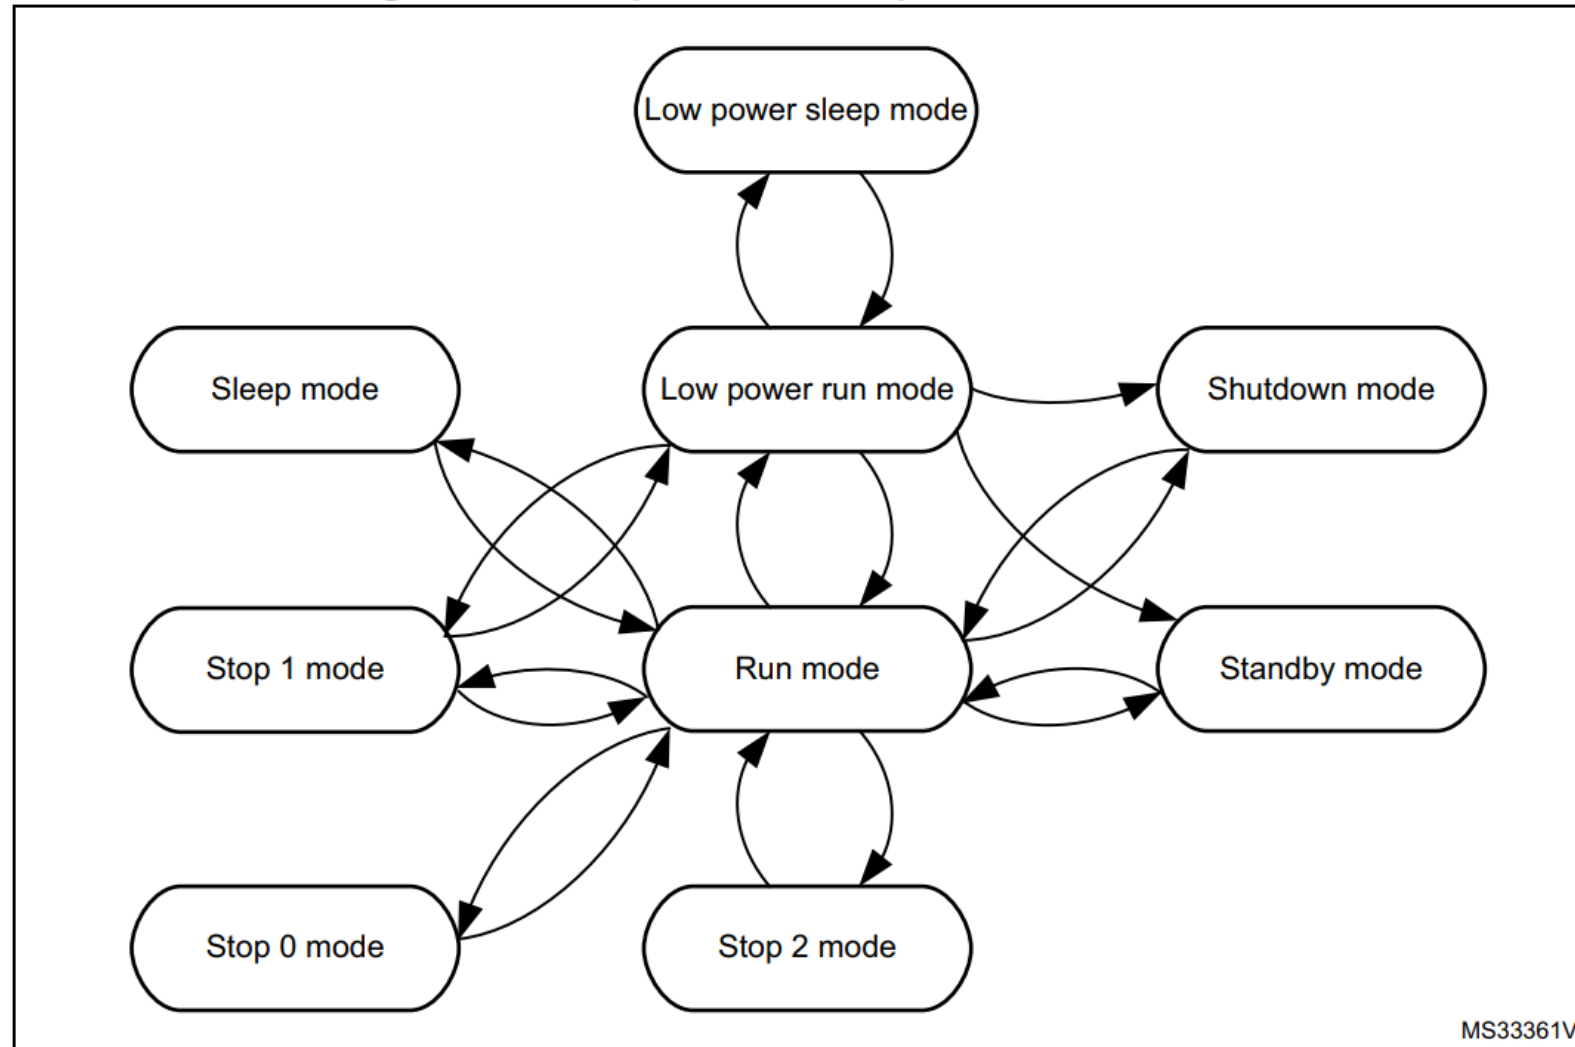 Low power sleep mode
Sleep mode
Low power run mode
Shutdown mode
Stop 1 mode
Run mode
Standby mode
Stop 0 mode
Stop 2 mode
MS33361V